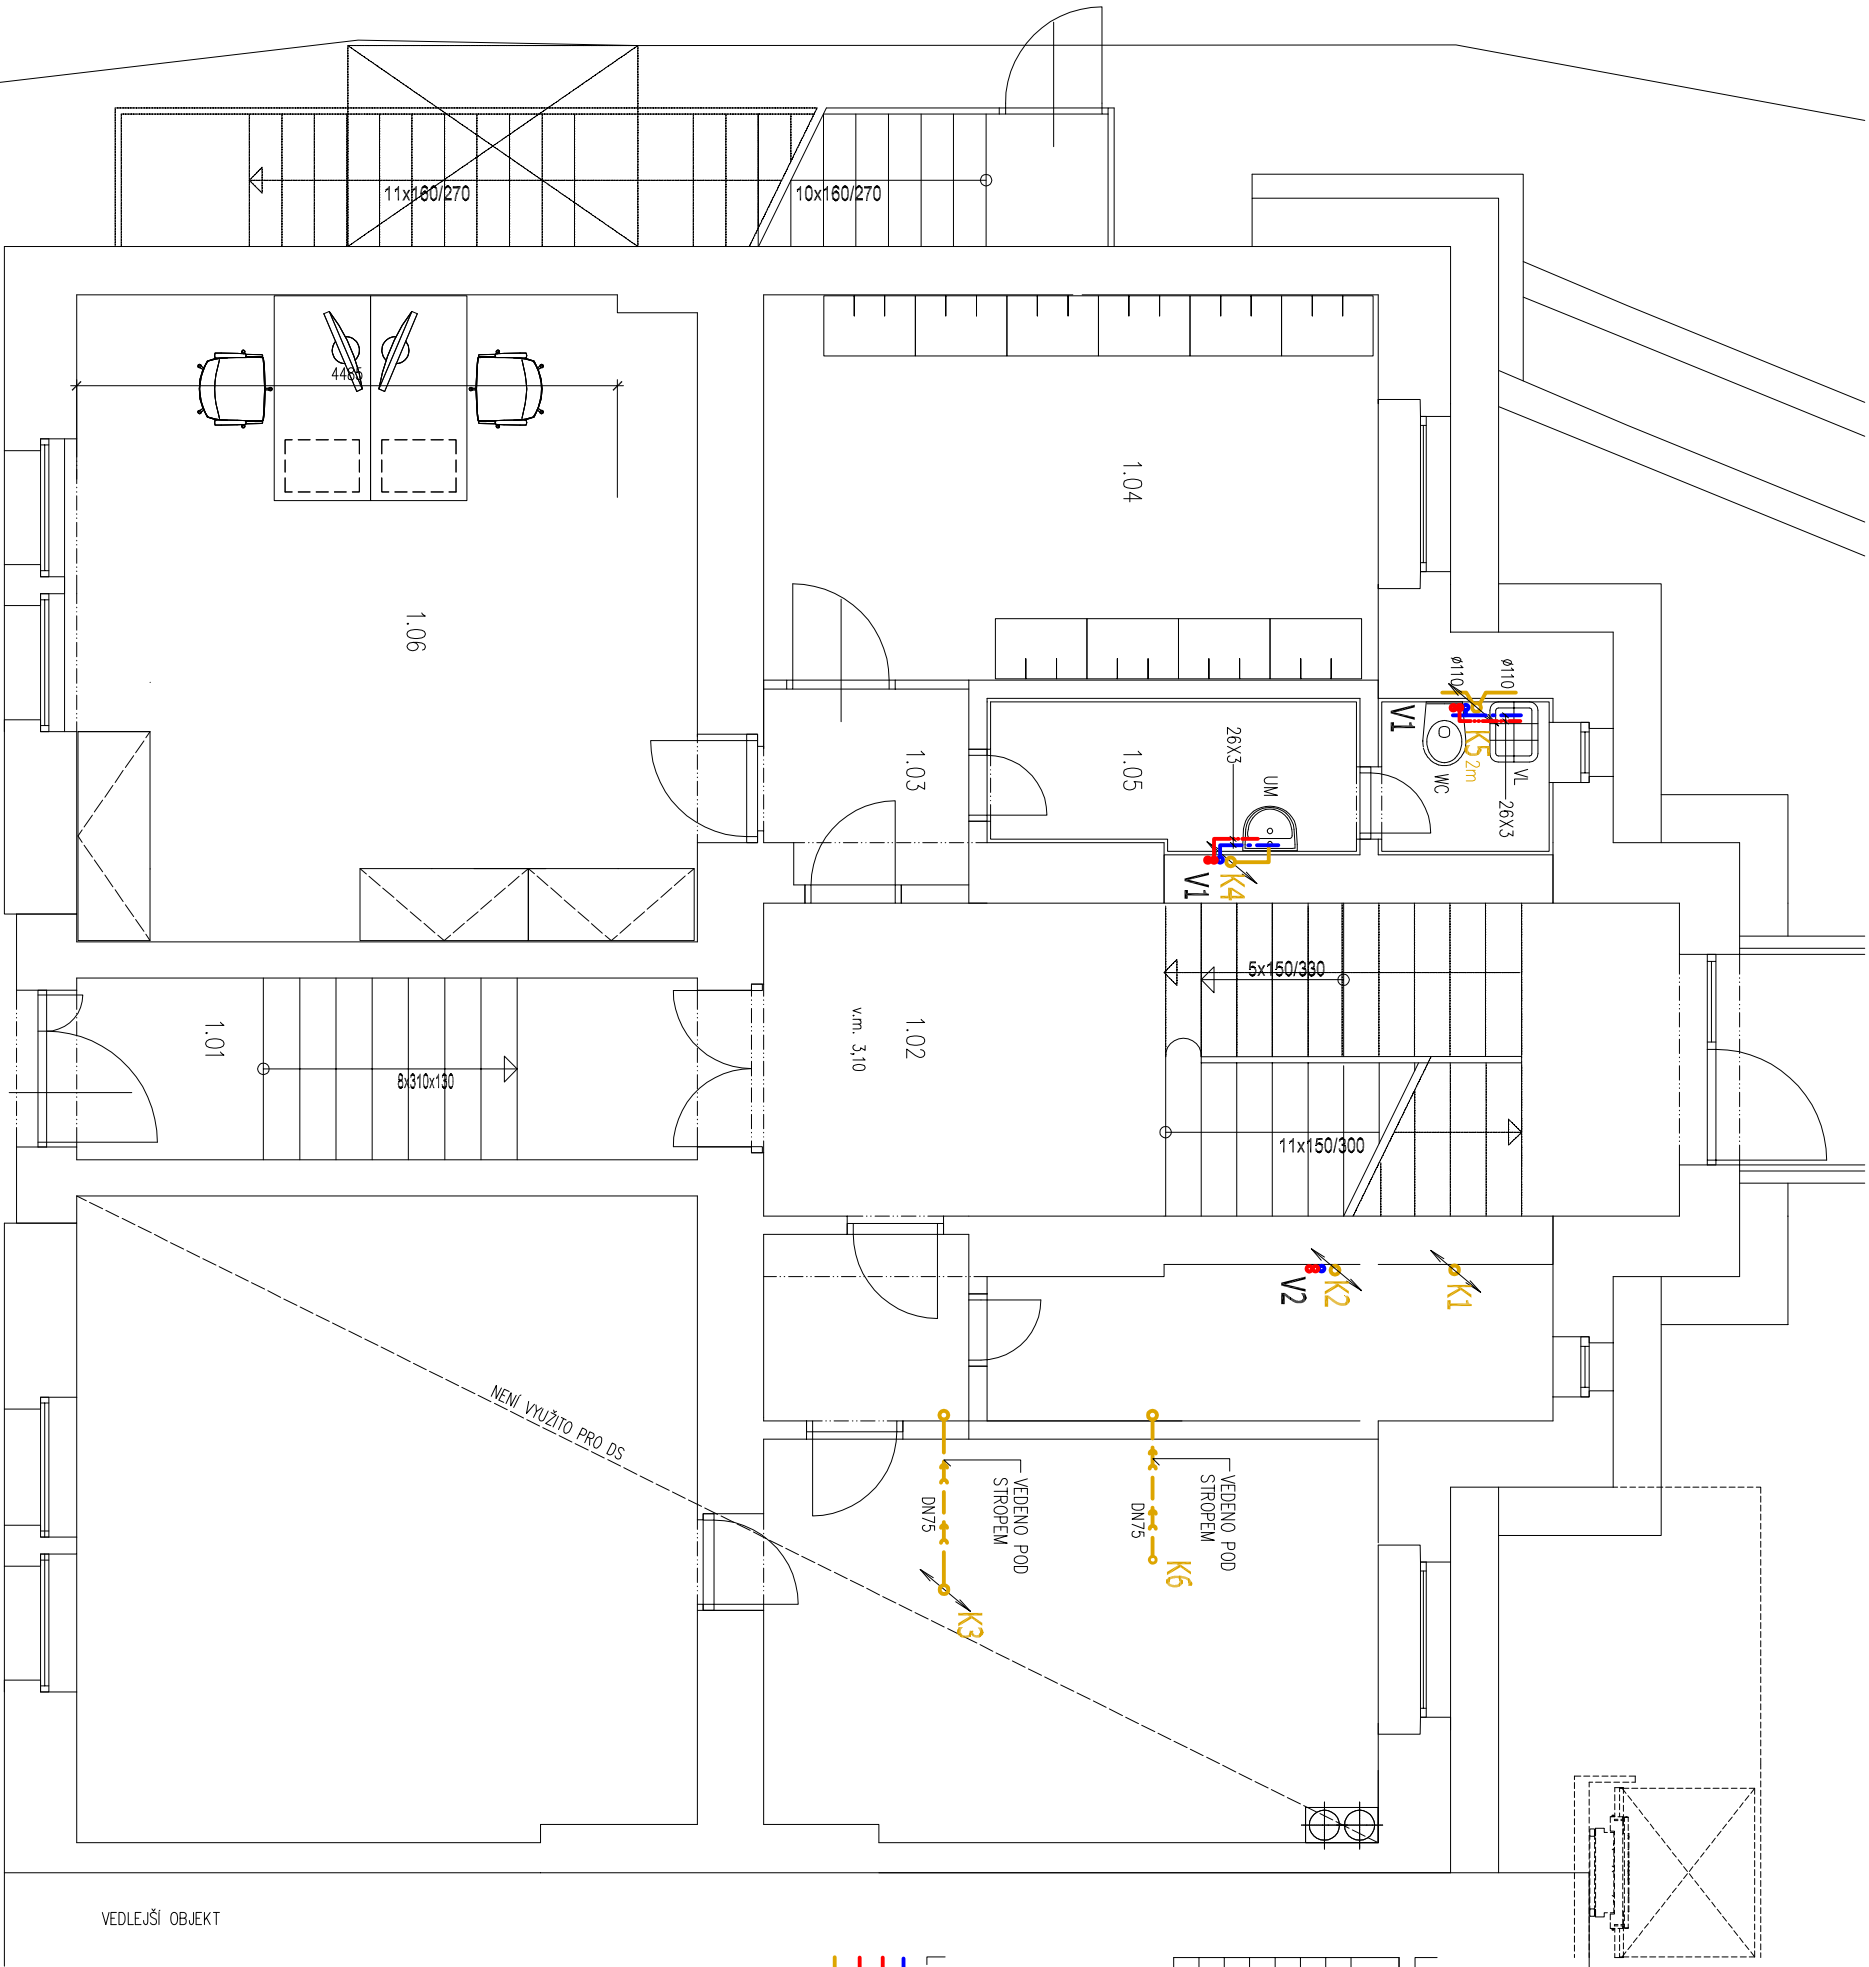 11x160/270
10x160/270
4485
1.04
1.06
ø110
ø110
V1
K5
2m
VL
WC
26X3
26X3
UM
1.03
1.05
V1
K4
5x150/330
1.01
1.02
v.m. 3,10
8x310x130
11x150/300
V2
K2
K1
NENÍ VYUŽITO PRO DS
VEDENO POD
STROPEM
DN75
K3
VEDENO POD
STROPEM
DN75
K6
VEDLEJŠÍ OBJEKT